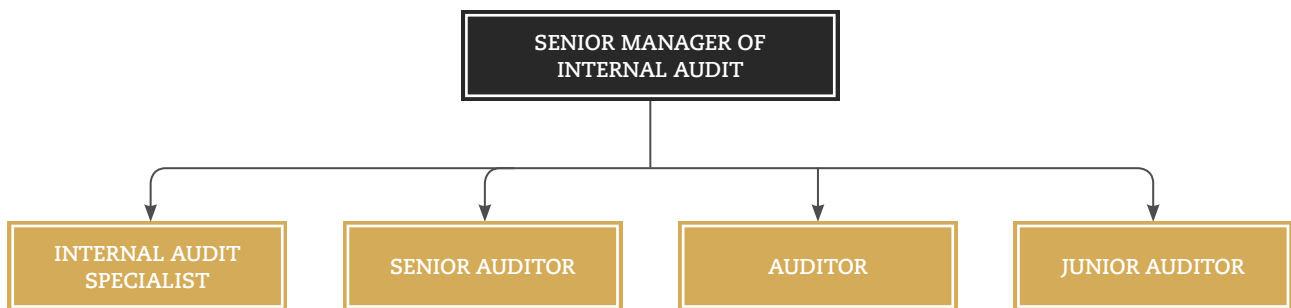 SENIOR MANAGER OF
INTERNAL AUDIT
INTERNAL AUDIT
SPECIALIST
SENIOR AUDITOR
AUDITOR
JUNIOR AUDITOR